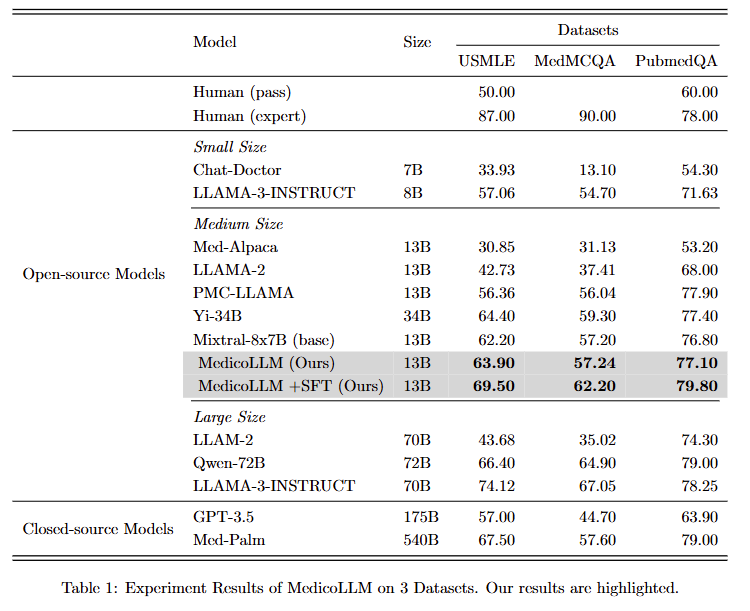 Model Size Datasets
USMLE MedMCQA PubmedQA
Human (pass) 50.00 60.00
Human (expert) 87.00 90.00 78.00
Open-source Models
Small Size
Chat-Doctor 7B 33.93 13.10 54.30
LLAMA-3-INSTRUCT 8B 57.06 54.70 71.63
Medium Size
Med-Alpaca 13B 30.85 31.13 53.20
LLAMA-2 13B 42.73 37.41 68.00
PMC-LLAMA 13B 56.36 56.04 77.90
Yi-34B 34B 64.40 59.30 77.40
Mixtral-8x7B (base) 13B 62.20 57.20 76.80
MedicoLLM (Ours) 13B 63.90 57.24 77.10
MedicoLLM +SFT (Ours) 13B 69.50 62.20 79.80
Large Size
LLAM-2 70B 43.68 35.02 74.30
Qwen-72B 72B 66.40 64.90 79.00
LLAMA-3-INSTRUCT 70B 74.12 67.05 78.25
Closed-source Models
GPT-3.5 175B 57.00 44.70 63.90
Med-Palm 540B 67.50 57.60 79.00
Table 1: Experiment Results of MedicoLLM on 3 Datasets. Our results are highlighted.